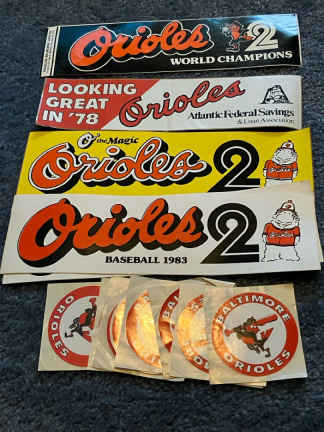 Orioles 2
WORLD CHAMPIONS
LOOKING
GREAT
IN '78
Orioles
Atlantic Federal Savings
& Loan Association
O' the Magic
Orioles 2
Orioles 2
BASEBALL 1983
ORIOLES
BALTIMORE
ORIOLES